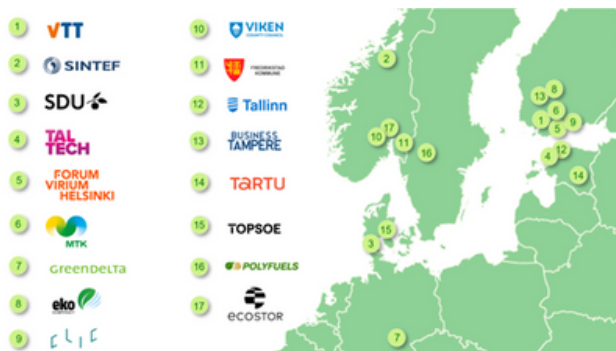 1 VTT
2 SINTEF
3 SDU
4 TAL
TECH
5 FORUM
VIRIUM
HELSINKI
6 MTK
7 GREENDELTA
8 eko
9 CLIC
10 VIKEN
COUNTY COUNCIL
11 FREDRIKSTAD
KOMMUNE
12 Tallinn
13 BUSINESS
TAMPERE
14 TARTU
15 TOPSOE
16 POLYFUELS
17 ECOSTOR
2
8
13
6
1
5
9
17
10
11
16
12
4
14
15
3
7